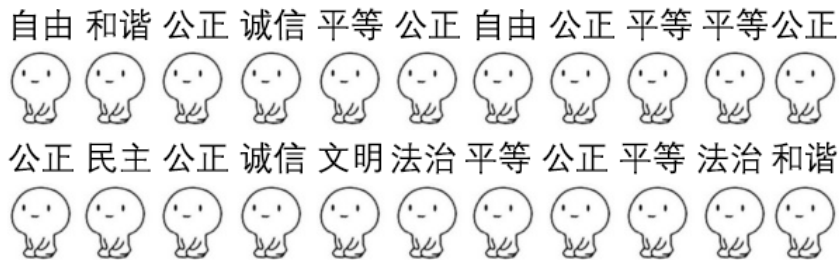 自由 和谐 公正 诚信 平等 公正 自由 公正 平等 平等 公正
公正 民主 公正 诚信 文明 法治 平等 公正 平等 法治 和谐